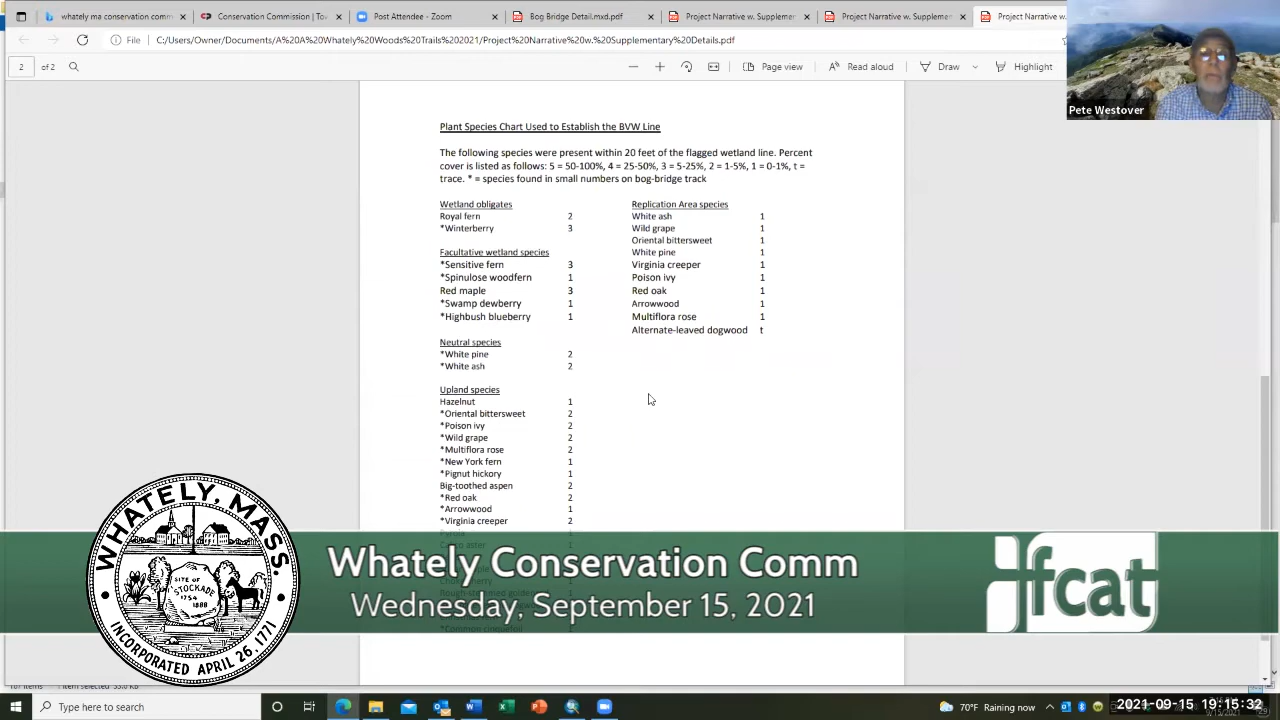 whately ma conservation comm
Conservation Commission | To
Post Attendee - Zoom
Bog Bridge Detail.mxd.pdf
Project Narrative w. Supplemen
Project Narrative w. Supplemen
Project Narrative w.
File
C:/Users/Owner/Documents/A%20A%20Whately%20Woods%20Trails%202021/Project%20Narrative%20w.%20Supplementary%20Details.pdf
2 of 2
Page view
Read aloud
Draw
Highlight
Pete Westover
Plant Species Chart Used to Establish the BVW Line
The following species were present within 20 feet of the flagged wetland line. Percent
cover is listed as follows: 5 = 50-100%, 4 = 25-50%, 3 = 5-25%, 2 = 1-5%, 1 = 0-1%, t =
trace. * = species found in small numbers on bog-bridge track
Wetland obligates
Royal fern 2
*Winterberry 3
Facultative wetland species
*Sensitive fern 3
*Spinulose woodfern 1
Red maple 3
*Swamp dewberry 1
*Highbush blueberry 1
Neutral species
*White pine 2
*White ash 2
Upland species
Hazelnut 1
*Oriental bittersweet 2
*Poison ivy 2
*Wild grape 2
*Multiflora rose 2
*New York fern 1
*Pignut hickory 1
Big-toothed aspen 2
*Red oak 2
*Arrowwood 1
*Virginia creeper 2
Replication Area species
White ash 1
Wild grape 1
Oriental bittersweet 1
White pine 1
Virginia creeper 1
Poison ivy 1
Red oak 1
Arrowwood 1
Multiflora rose 1
Alternate-leaved dogwood t
WHATELY, MASS.
SITE OF
STOCKADE
1754
1888
INCORPORATED APRIL 26, 1771
Whately Conservation Comm
Wednesday, September 15, 2021
fcat
Type here to search
70°F Raining now
2021-09-15 19:15:32